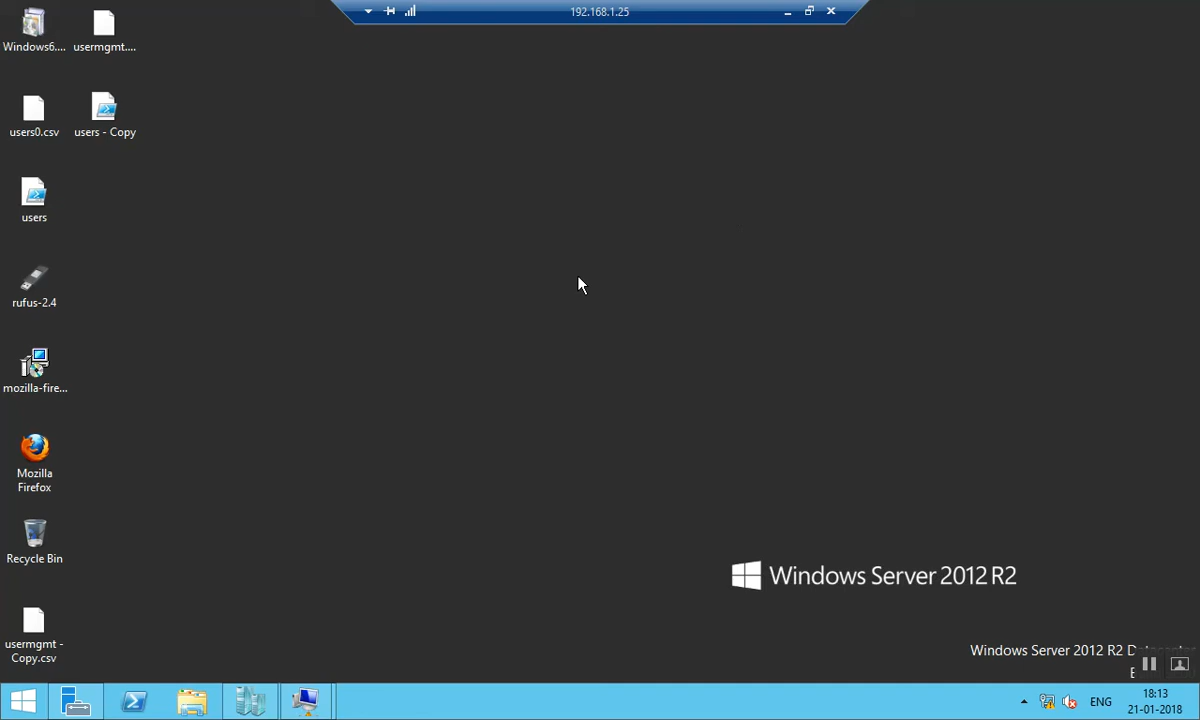 192.168.1.25
Windows6....
usermgmt....
users0.csv
users - Copy
users
rufus-2.4
mozilla-fire...
Mozilla
Firefox
Recycle Bin
usermgmt -
Copy.csv
Windows Server 2012 R2
Windows Server 2012 R2
ENG
18:13
21-01-2018